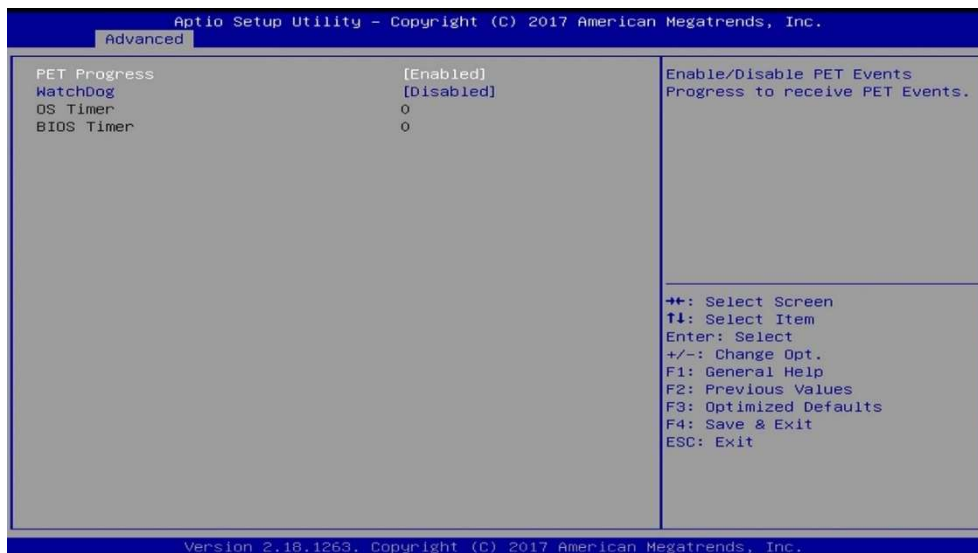 Aptio Setup Utility – Copyright (C) 2017 American Megatrends, Inc.
Advanced
PET Progress [Enabled]
WatchDog [Disabled]
OS Timer 0
BIOS Timer 0
Enable/Disable PET Events
Progress to receive PET Events.
→←: Select Screen
↑↓: Select Item
Enter: Select
+/-: Change Opt.
F1: General Help
F2: Previous Values
F3: Optimized Defaults
F4: Save & Exit
ESC: Exit
Version 2.18.1263. Copyright (C) 2017 American Megatrends, Inc.